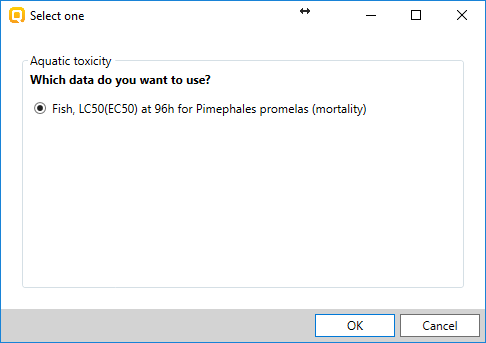 Select one
Aquatic toxicity
Which data do you want to use?
Fish, LC50(EC50) at 96h for Pimephales promelas (mortality)
OK
Cancel